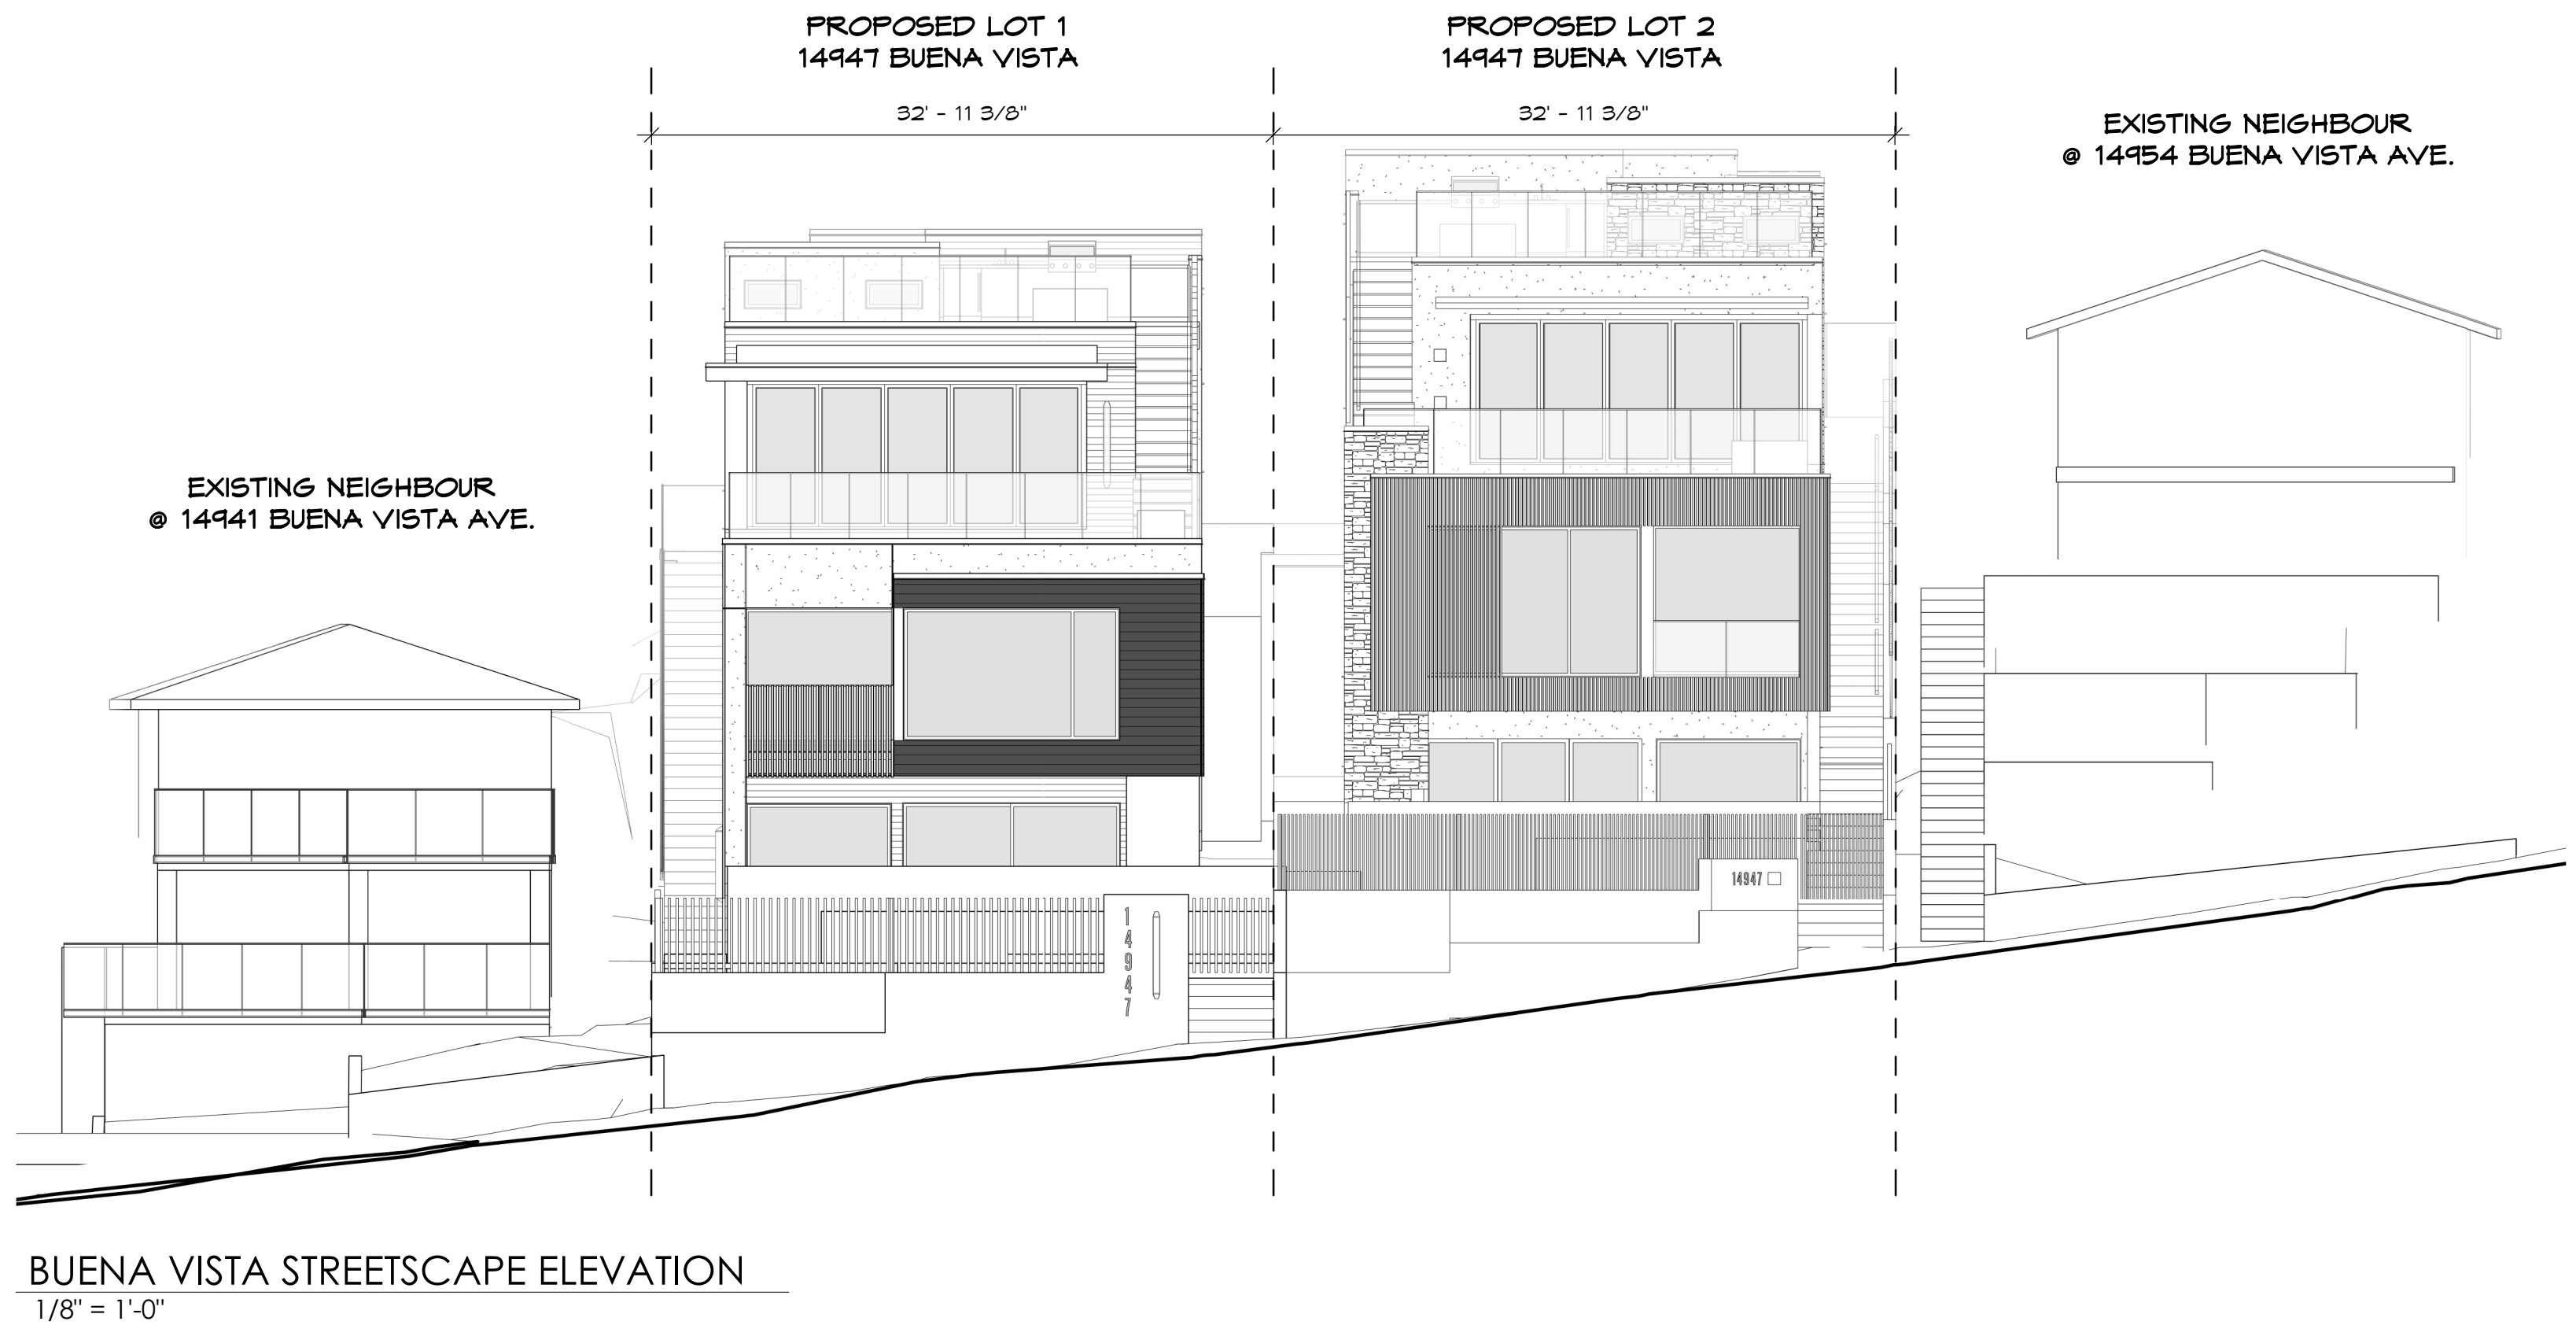 PROPOSED LOT 1
14947 BUENA VISTA
PROPOSED LOT 2
14947 BUENA VISTA
32' - 11 3/8"
32' - 11 3/8"
EXISTING NEIGHBOUR
@ 14954 BUENA VISTA AVE.
EXISTING NEIGHBOUR
@ 14941 BUENA VISTA AVE.
14947
1
4
9
4
7
BUENA VISTA STREETSCAPE ELEVATION
1/8" = 1'-0"